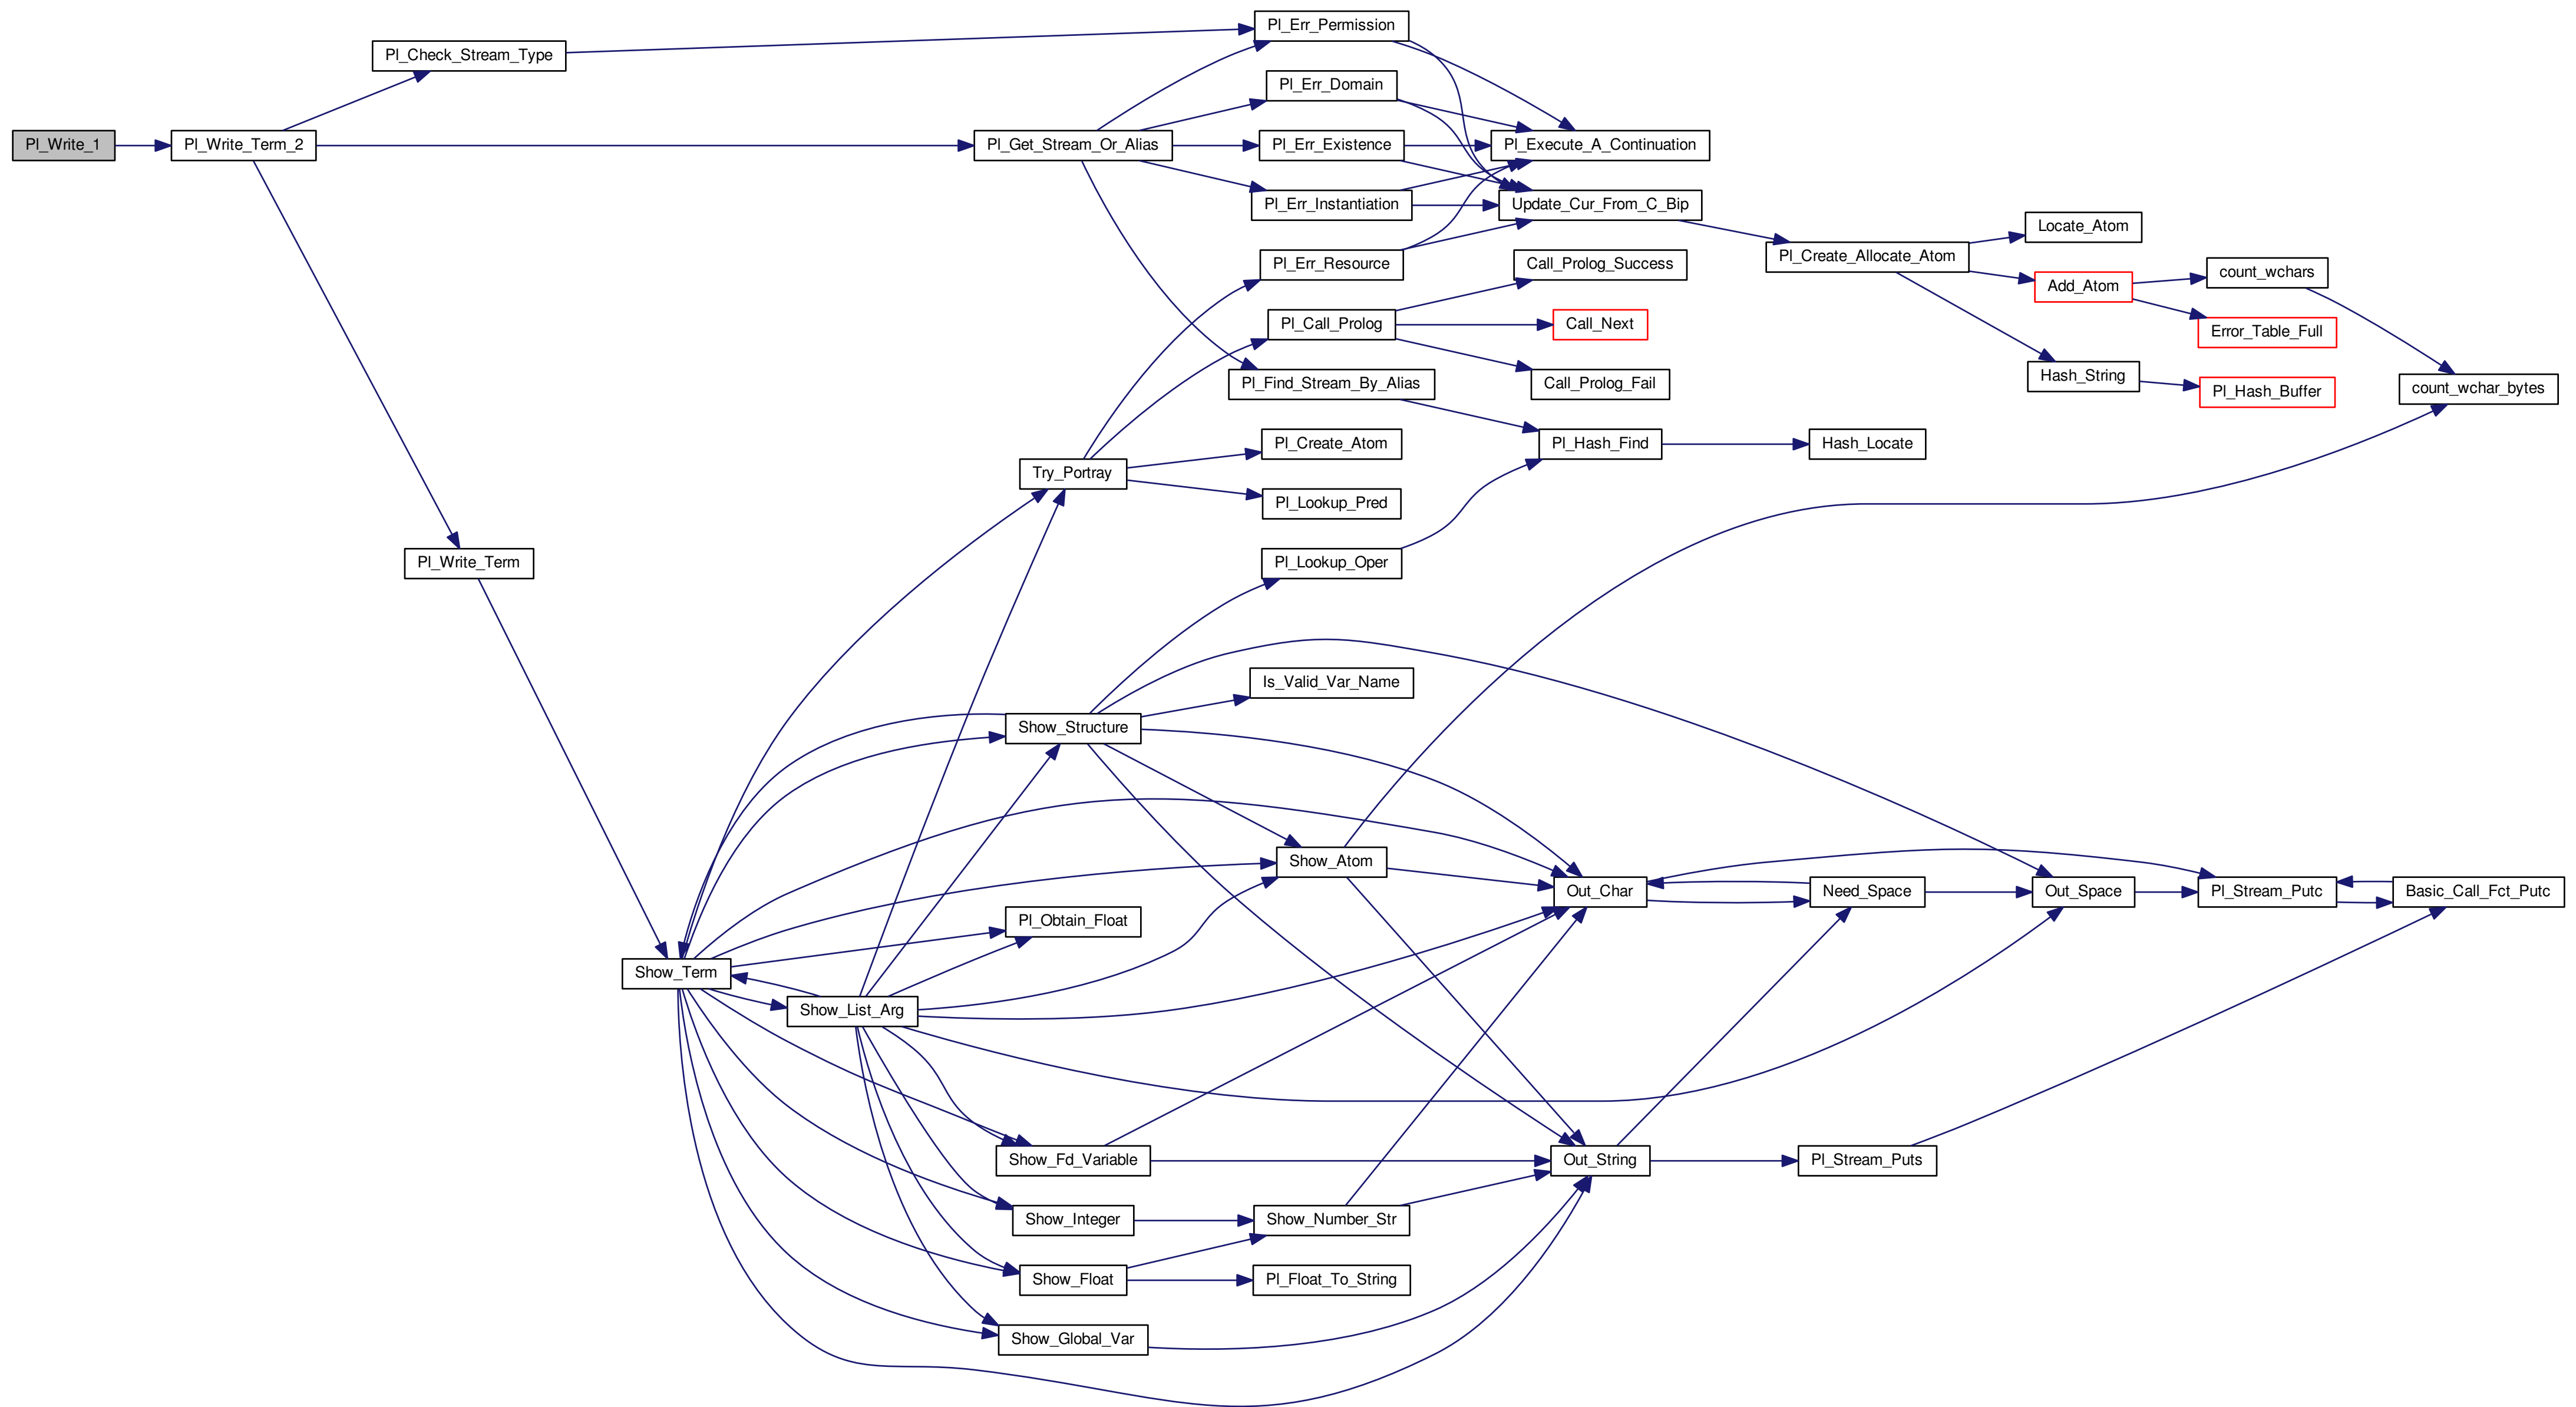 Pl_Err_Permission
Pl_Check_Stream_Type
Pl_Err_Domain
Pl_Write_1
Pl_Write_Term_2
Pl_Get_Stream_Or_Alias
Pl_Err_Existence
Pl_Execute_A_Continuation
Pl_Err_Instantiation
Update_Cur_From_C_Bip
Locate_Atom
Pl_Create_Allocate_Atom
Pl_Err_Resource
Call_Prolog_Success
count_wchars
Add_Atom
Pl_Call_Prolog
Call_Next
Error_Table_Full
Hash_String
Pl_Find_Stream_By_Alias
Call_Prolog_Fail
Pl_Hash_Buffer
count_wchar_bytes
Pl_Create_Atom
Pl_Hash_Find
Hash_Locate
Try_Portray
Pl_Lookup_Pred
Pl_Write_Term
Pl_Lookup_Oper
Is_Valid_Var_Name
Show_Structure
Show_Atom
Out_Char
Need_Space
Out_Space
Pl_Stream_Putc
Basic_Call_Fct_Putc
Pl_Obtain_Float
Show_Term
Show_List_Arg
Show_Fd_Variable
Out_String
Pl_Stream_Puts
Show_Integer
Show_Number_Str
Show_Float
Pl_Float_To_String
Show_Global_Var